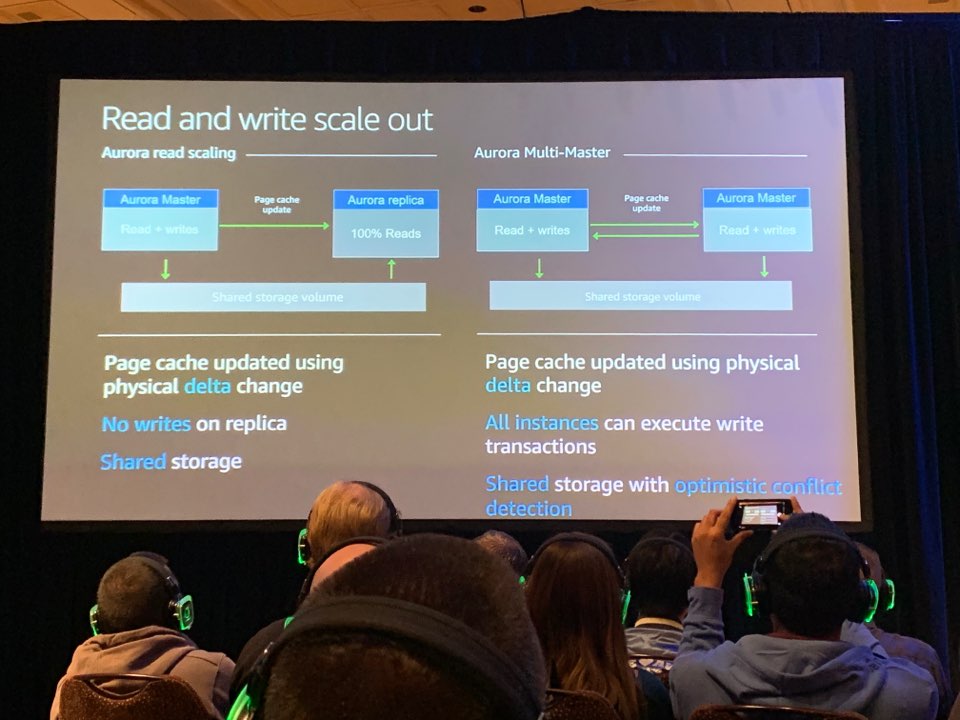 Read and write scale out
Aurora read scaling
Aurora Master
Read + writes
Page cache
update
Aurora replica
100% Reads
Shared storage volume
Page cache updated using
physical delta change
No writes on replica
Shared storage
Aurora Multi-Master
Aurora Master
Read + writes
Page cache
update
Aurora Master
Read + writes
Shared storage volume
Page cache updated using physical
delta change
All instances can execute write
transactions
Shared storage with optimistic conflict
detection